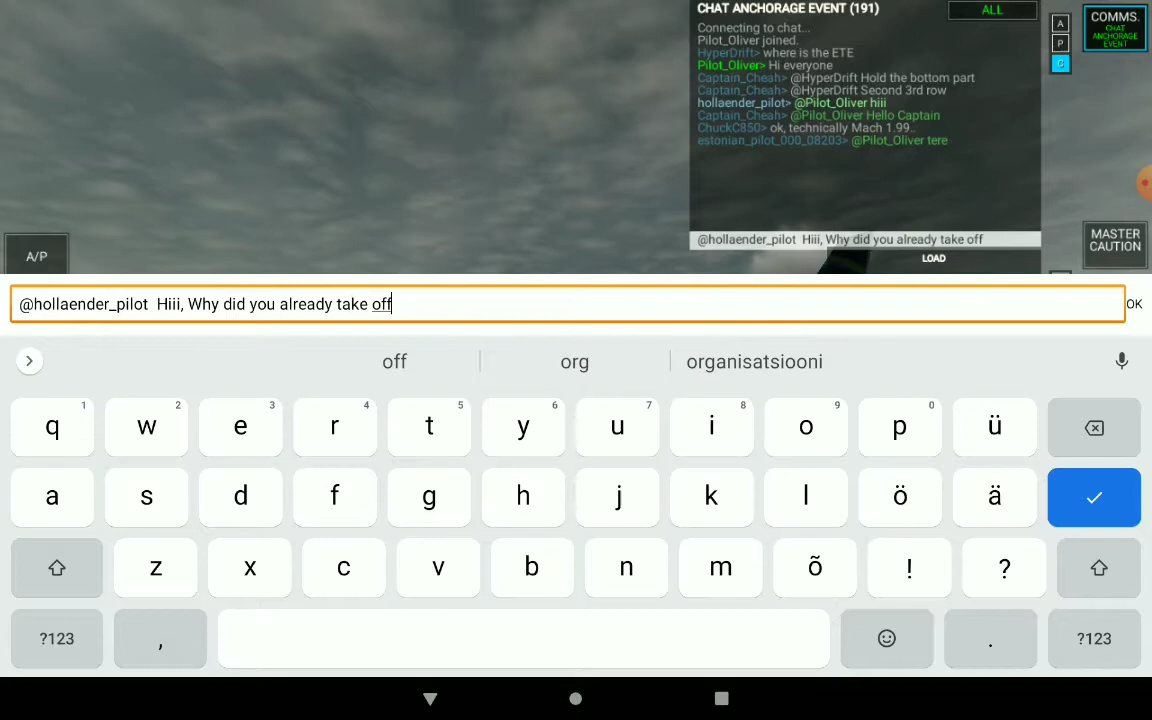 CHAT ANCHORAGE EVENT (191)
ALL
Connecting to chat...
Pilot_Oliver joined.
HyperDrift> where is the ETE
Pilot_Oliver> Hi everyone
Captain_Cheah> @HyperDrift Hold the bottom part
Captain_Cheah> @HyperDrift Second 3rd row
hollaender_pilot> @Pilot_Oliver hiii
Captain_Cheah> @Pilot_Oliver Hello Captain
ChuckC850> ok, technically Mach 1.99..
estonian_pilot_000_08203> @Pilot_Oliver tere
A
P
C
COMMS.
CHAT
ANCHORAGE
EVENT
@hollaender_pilot  Hiii, Why did you already take off
LOAD
A/P
MASTER
CAUTION
@hollaender_pilot  Hiii, Why did you already take off
OK
off org organisatsiooni
1 2 3 4 5 6 7 8 9 0
q w e r t y u i o p ü
a s d f g h j k l ö ä
z x c v b n m õ ! ?
?123 , . ?123